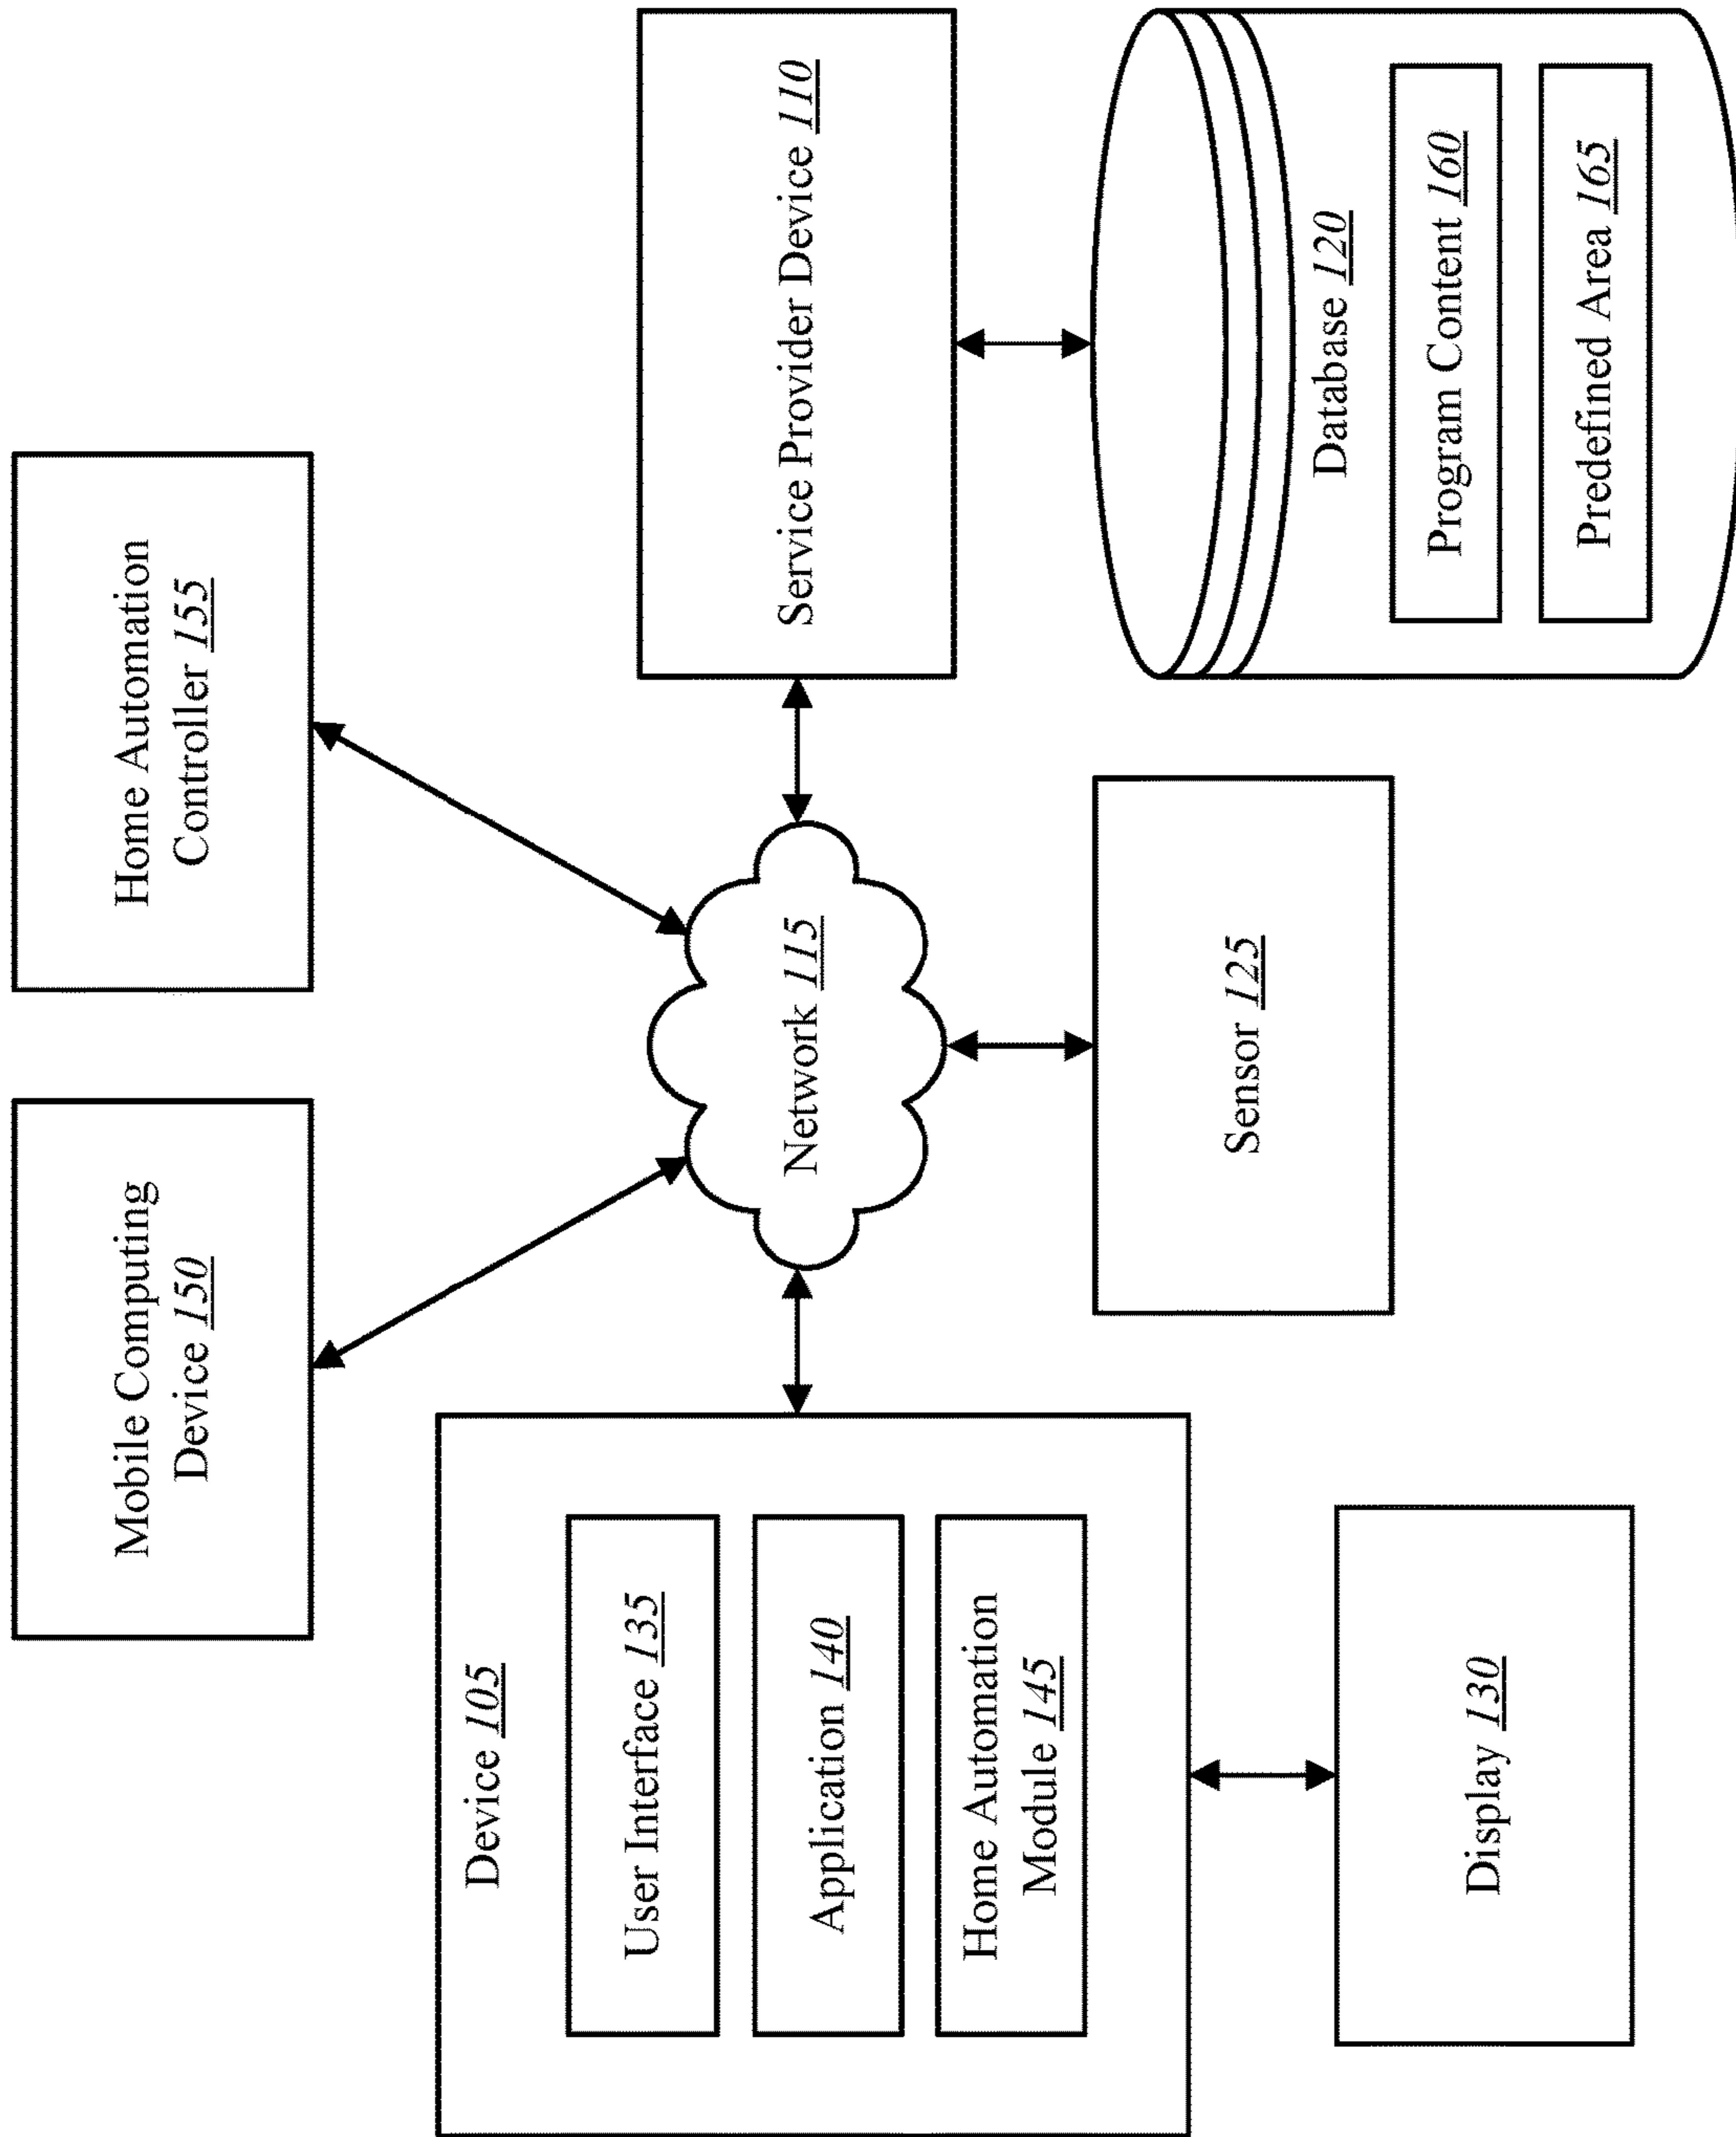 Mobile Computing
Device 150
Home Automation
Controller 155
Device 105
User Interface 135
Application 140
Home Automation
Module 145
Network 115
Service Provider Device 110
Display 130
Sensor 125
Database 120
Program Content 160
Predefined Area 165